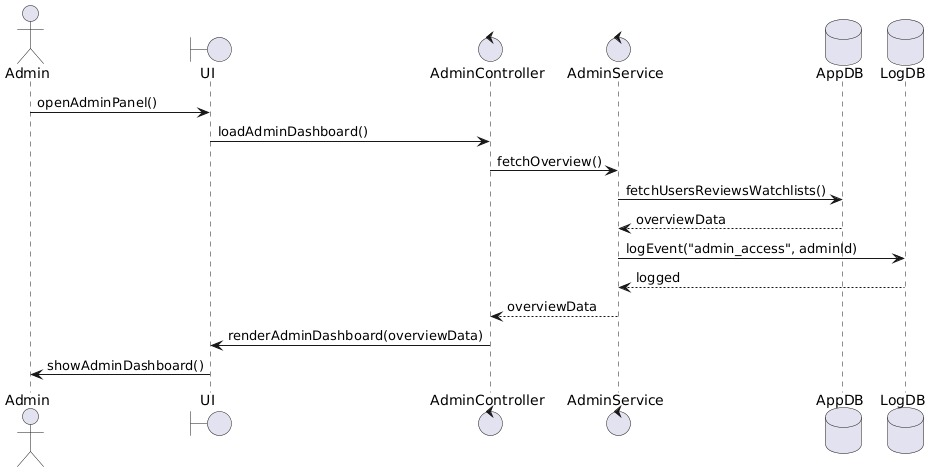 Admin UI AdminController AdminService AppDB LogDB
openAdminPanel()
loadAdminDashboard()
fetchOverview()
fetchUsersReviewsWatchlists()
overviewData
logEvent("admin_access", adminId)
logged
overviewData
renderAdminDashboard(overviewData)
showAdminDashboard()
Admin UI AdminController AdminService AppDB LogDB